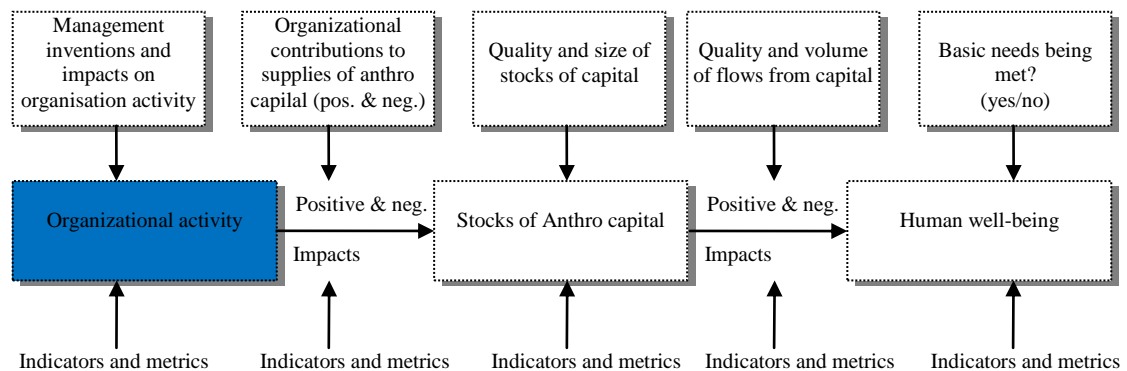 Management
inventions and
impacts on
organisation activity
Organizational
contributions to
supplies of anthro
capilal (pos. & neg.)
Quality and size of
stocks of capital
Quality and volume
of flows from capital
Basic needs being
met?
(yes/no)
Organizational activity
Positive & neg.
Impacts
Stocks of Anthro capital
Positive & neg.
Impacts
Human well-being
Indicators and metrics
Indicators and metrics
Indicators and metrics
Indicators and metrics
Indicators and metrics